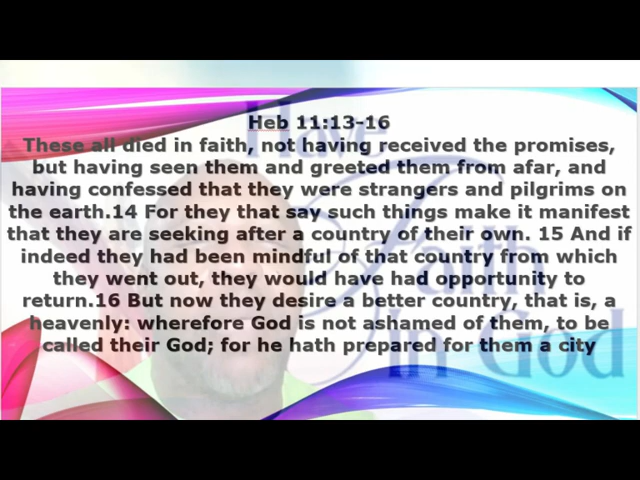 Heb 11:13-16
These all died in faith, not having received the promises,
but having seen them and greeted them from afar, and
having confessed that they were strangers and pilgrims on
the earth.14 For they that say such things make it manifest
that they are seeking after a country of their own. 15 And if
indeed they had been mindful of that country from which
they went out, they would have had opportunity to
return.16 But now they desire a better country, that is, a
heavenly: wherefore God is not ashamed of them, to be
called their God; for he hath prepared for them a city
Have
Faith
in God